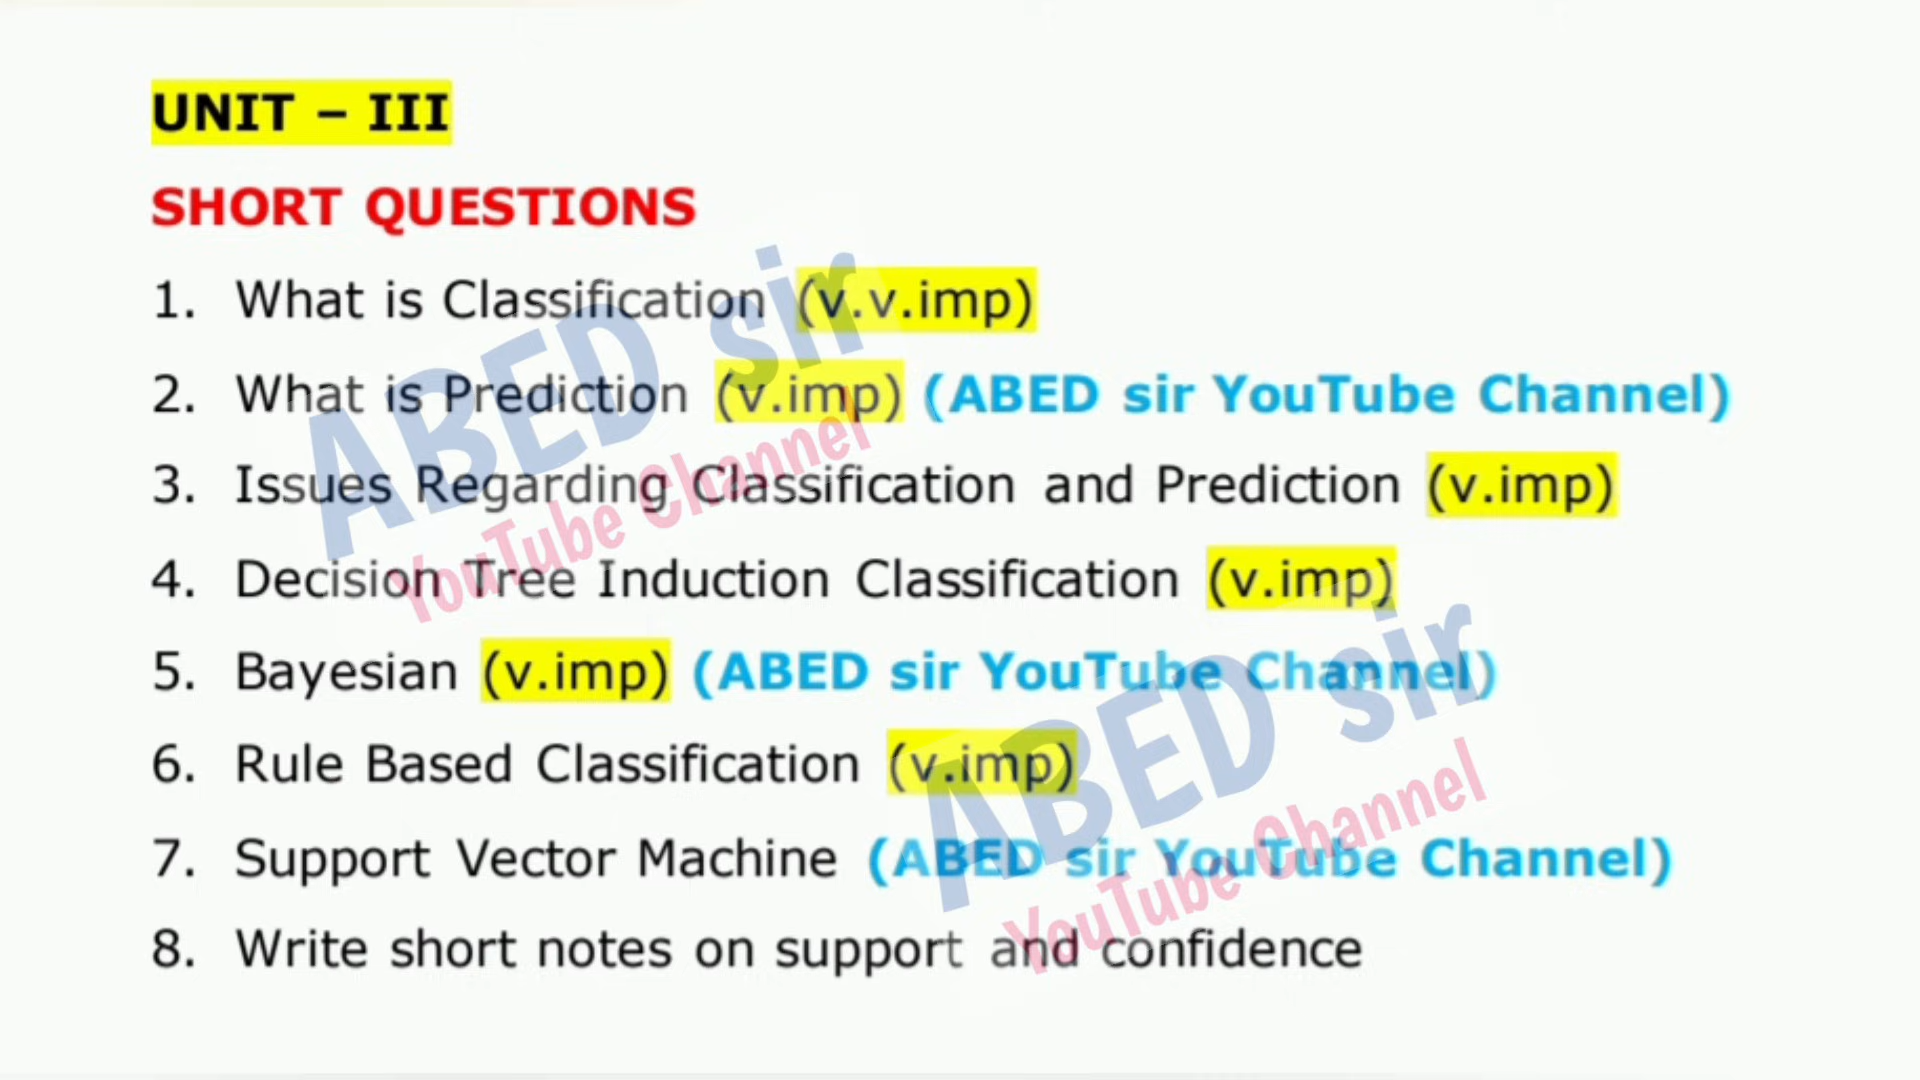 UNIT – III
SHORT QUESTIONS
1. What is Classification (v.v.imp)
2. What is Prediction (v.imp) (ABED sir YouTube Channel)
3. Issues Regarding Classification and Prediction (v.imp)
4. Decision Tree Induction Classification (v.imp)
5. Bayesian (v.imp) (ABED sir YouTube Channel)
6. Rule Based Classification (v.imp)
7. Support Vector Machine (ABED sir YouTube Channel)
8. Write short notes on support and confidence
ABED sir
YouTube Channel
ABED sir
YouTube Channel